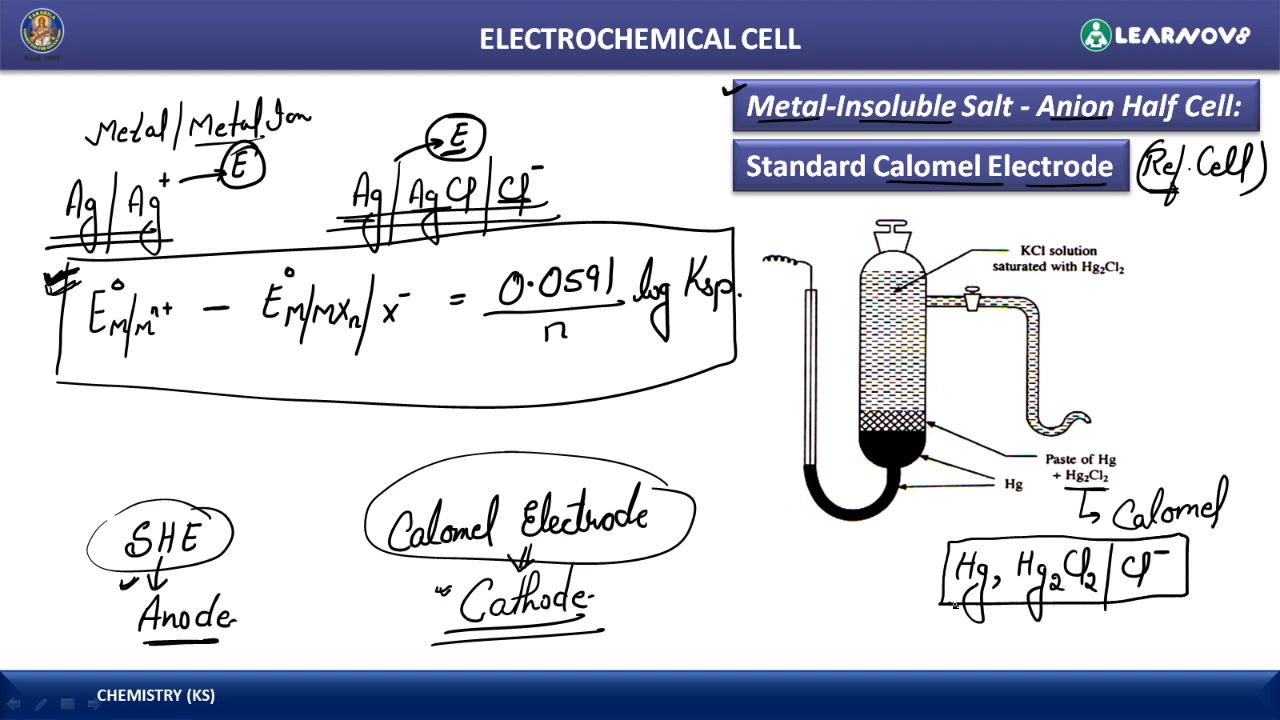 ELECTROCHEMICAL CELL
LEARNOV8
Metal-Insoluble Salt - Anion Half Cell:
Standard Calomel Electrode (Ref. Cell)
Metal/Metal Ion
E
E
Ag/Ag⁺
Ag/AgCl/Cl⁻
E°M/Mⁿ⁺ – E°M/MXn/X⁻ = 0.0591/n log Ksp.
KCl solution
saturated with Hg₂Cl₂
Paste of Hg
+ Hg₂Cl₂
Hg
Calomel
Hg, Hg₂Cl₂/Cl⁻
SHE
Anode
Calomel Electrode
Cathode
CHEMISTRY (KS)